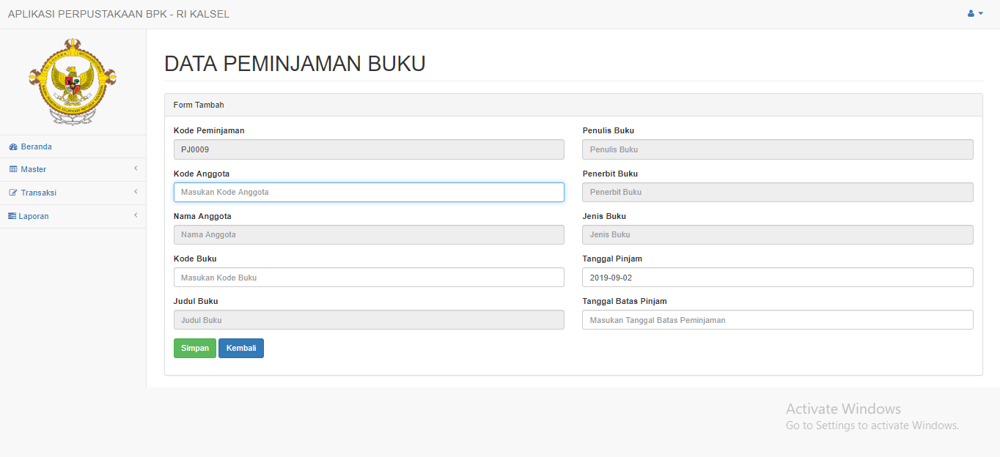 APLIKASI PERPUSTAKAAN BPK - RI KALSEL
Beranda
Master
Transaksi
Laporan
DATA PEMINJAMAN BUKU
Form Tambah
Kode Peminjaman
PJ0009
Kode Anggota
Masukan Kode Anggota
Nama Anggota
Nama Anggota
Kode Buku
Masukan Kode Buku
Judul Buku
Judul Buku
Simpan Kembali
Penulis Buku
Penulis Buku
Penerbit Buku
Penerbit Buku
Jenis Buku
Jenis Buku
Tanggal Pinjam
2019-09-02
Tanggal Batas Pinjam
Masukan Tanggal Batas Peminjaman
Activate Windows
Go to Settings to activate Windows.